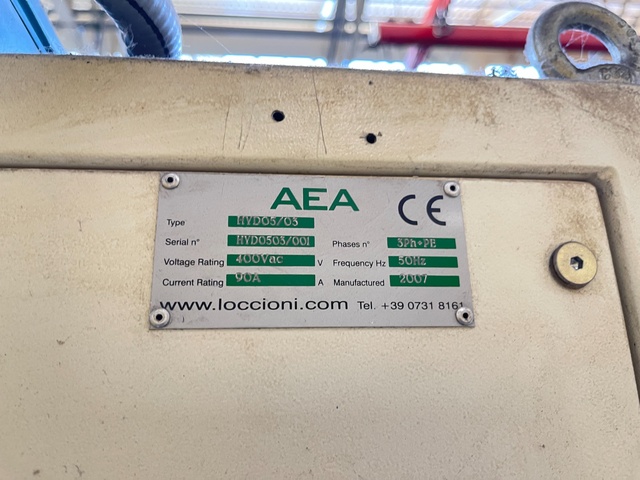 AEA
CE
Type HYD03/03
Serial n° HYD0503/001 Phases n° 3Ph+PE
Voltage Rating 400Vac V Frequency Hz 50Hz
Current Rating 90A A Manufactured 2007
www.loccioni.com Tel. +39 0731 8161